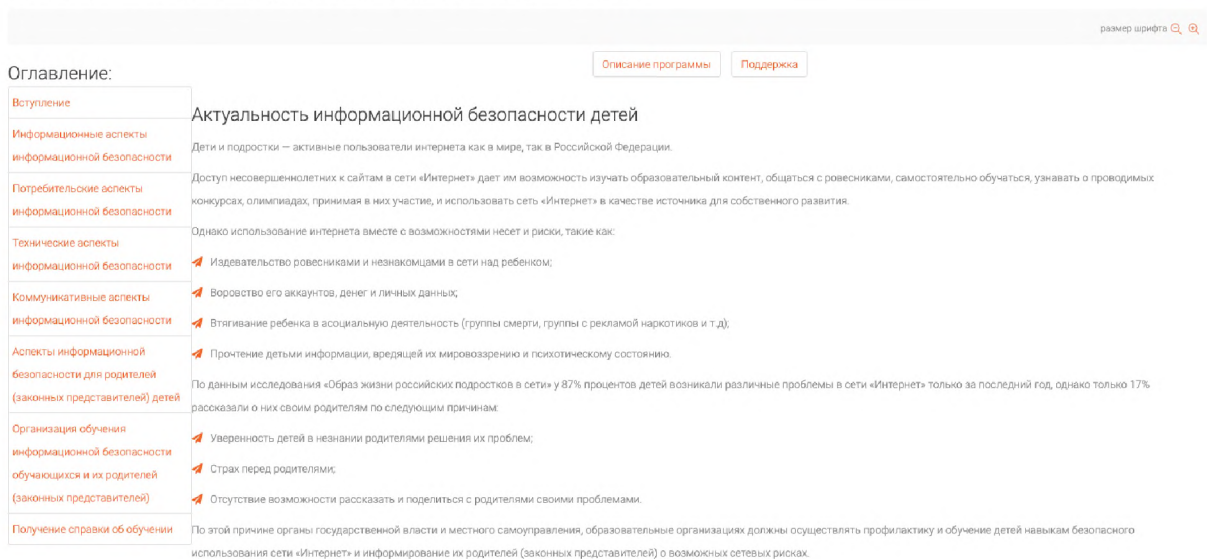 размер шрифта
Описание программы
Поддержка
Оглавление:
Вступление
Информационные аспекты
информационной безопасности
Потребительские аспекты
информационной безопасности
Технические аспекты
информационной безопасности
Коммуникативные аспекты
информационной безопасности
Аспекты информационной
безопасности для родителей
(законных представителей) детей
Организация обучения
информационной безопасности
обучающихся и их родителей
(законных представителей)
Получение справки об обучении
Актуальность информационной безопасности детей
Дети и подростки — активные пользователи интернета как в мире, так в Российской Федерации.
Доступ несовершеннолетних к сайтам в сети «Интернет» дает им возможность изучать образовательный контент, общаться с ровесниками, самостоятельно обучаться, узнавать о проводимых
конкурсах, олимпиадах, принимая в них участие, и использовать сеть «Интернет» в качестве источника для собственного развития.
Однако использование интернета вместе с возможностями несет и риски, такие как:
Издевательство ровесниками и незнакомцами в сети над ребенком;
Воровство его аккаунтов, денег и личных данных;
Втягивание ребенка в асоциальную деятельность (группы смерти, группы с рекламой наркотиков и т.д);
Прочтение детьми информации, вредящей их мировоззрению и психотическому состоянию.
По данным исследования «Образ жизни российских подростков в сети» у 87% процентов детей возникали различные проблемы в сети «Интернет» только за последний год, однако только 17%
рассказали о них своим родителям по следующим причинам:
Уверенность детей в незнании родителями решения их проблем;
Страх перед родителями;
Отсутствие возможности рассказать и поделиться с родителями своими проблемами.
По этой причине органы государственной власти и местного самоуправления, образовательные организациях должны осуществлять профилактику и обучение детей навыкам безопасного
использования сети «Интернет» и информирование их родителей (законных представителей) о возможных сетевых рисках.